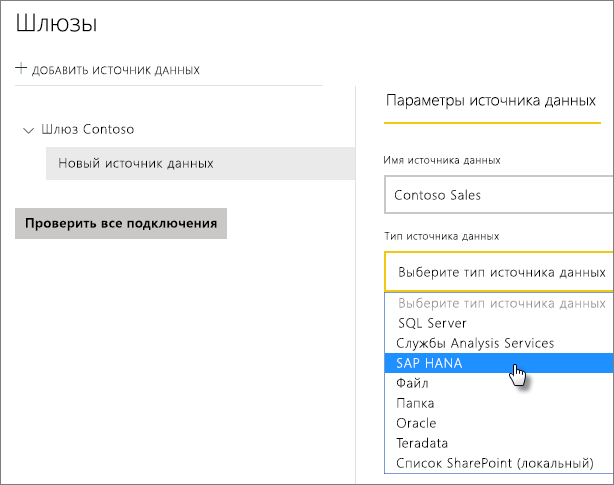 Шлюзы
+ ДОБАВИТЬ ИСТОЧНИК ДАННЫХ
Шлюз Contoso
Новый источник данных
Проверить все подключения
Параметры источника данных
Имя источника данных
Contoso Sales
Тип источника данных
Выберите тип источника данных
Выберите тип источника данных
SQL Server
Службы Analysis Services
SAP HANA
Файл
Папка
Oracle
Teradata
Список SharePoint (локальный)